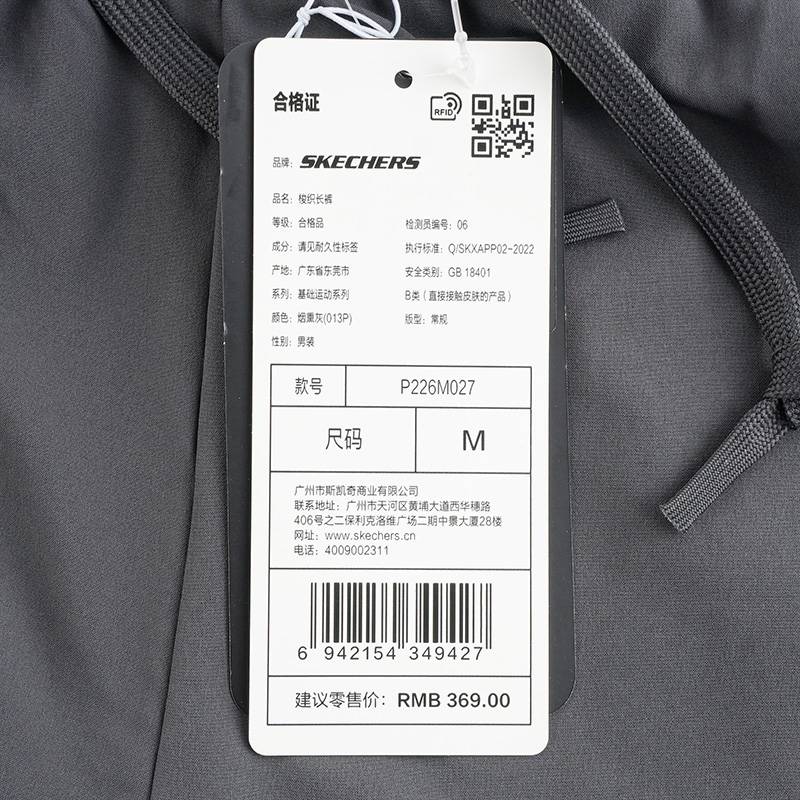 合格证
RFID
品牌: SKECHERS
品名: 梭织长裤
等级: 合格品 检测员编号: 06
成分: 请见耐久性标签 执行标准: Q/SKXAPP02-2022
产地: 广东省东莞市 安全类别: GB 18401
系列: 基础运动系列 B类(直接接触皮肤的产品)
颜色: 烟熏灰(013P) 版型: 常规
性别: 男装
款号 P226M027
尺码 M
广州市斯凯奇商业有限公司
联系地址: 广州市天河区黄埔大道西华穗路
406号之二保利克洛维广场二期中景大厦28楼
网址: www.skechers.cn
电话: 4009002311
6 942154 349427
建议零售价: RMB 369.00